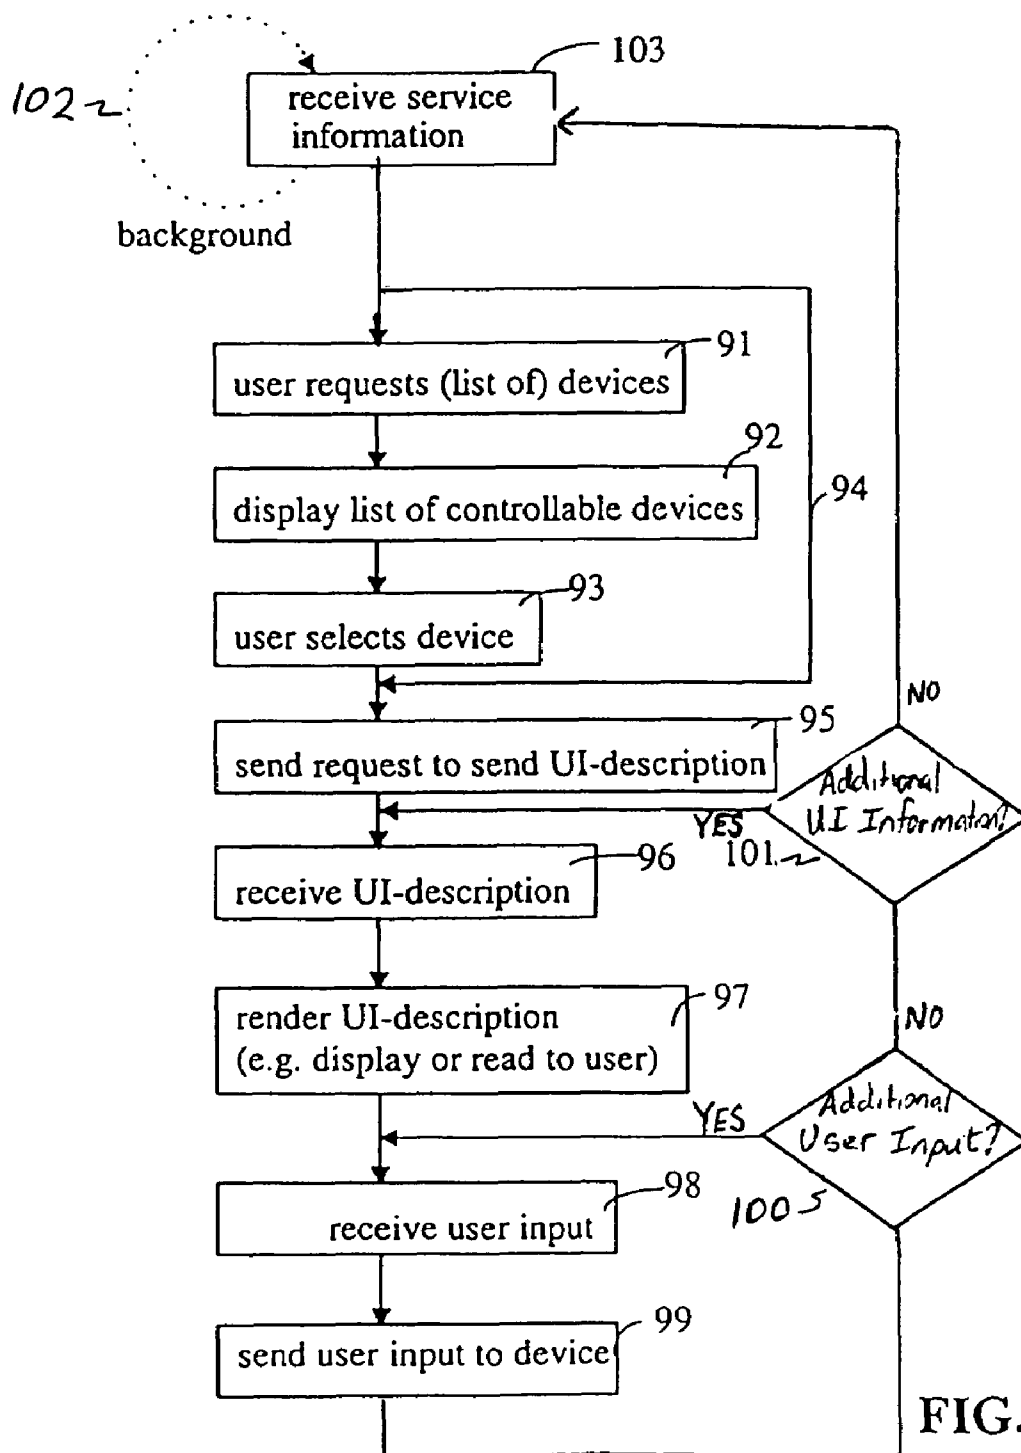 103
102
receive service
information
background
91
user requests (list of) devices
92
display list of controllable devices
94
93
user selects device
NO
95
send request to send UI-description
Additional
UI Information?
YES
101
96
receive UI-description
97
render UI-description
(e.g. display or read to user)
NO
Additional
User Input?
YES
98
receive user input
100
99
send user input to device
FIG.